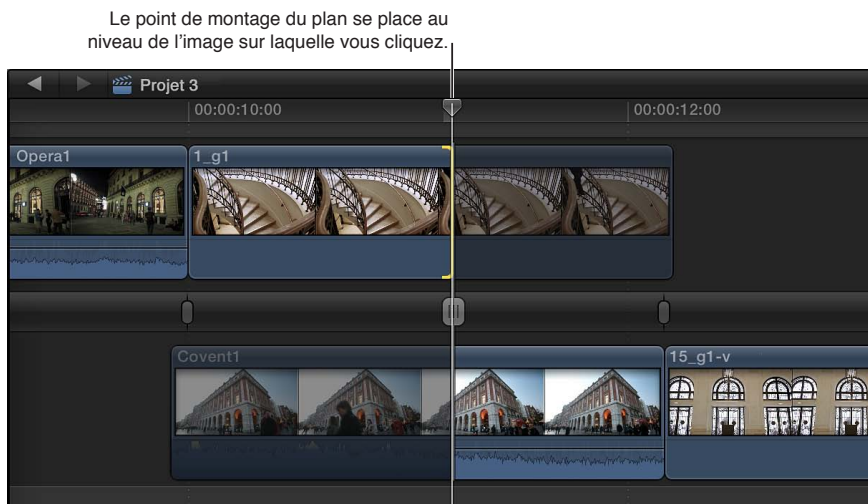 Le point de montage du plan se place au
niveau de l’image sur laquelle vous cliquez.
Projet 3
00:00:10:00
00:00:12:00
Opera1
1_g1
Covent1
15_g1-v